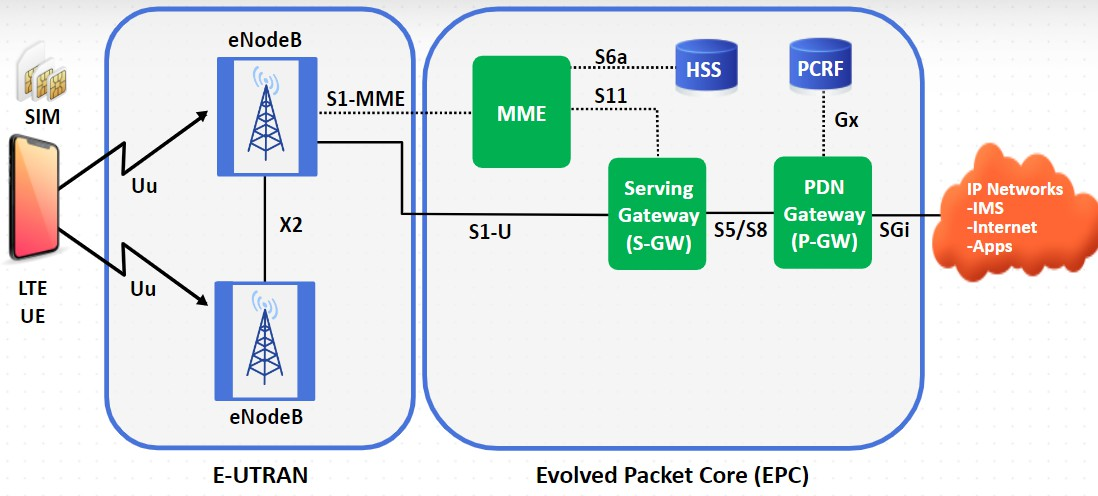 eNodeB
SIM
Uu
X2
Uu
LTE
UE
eNodeB
E-UTRAN
S1-MME
S1-U
MME
S6a
S11
HSS
PCRF
Gx
Serving
Gateway
(S-GW)
S5/S8
PDN
Gateway
(P-GW)
SGi
IP Networks
-IMS
-Internet
-Apps
Evolved Packet Core (EPC)